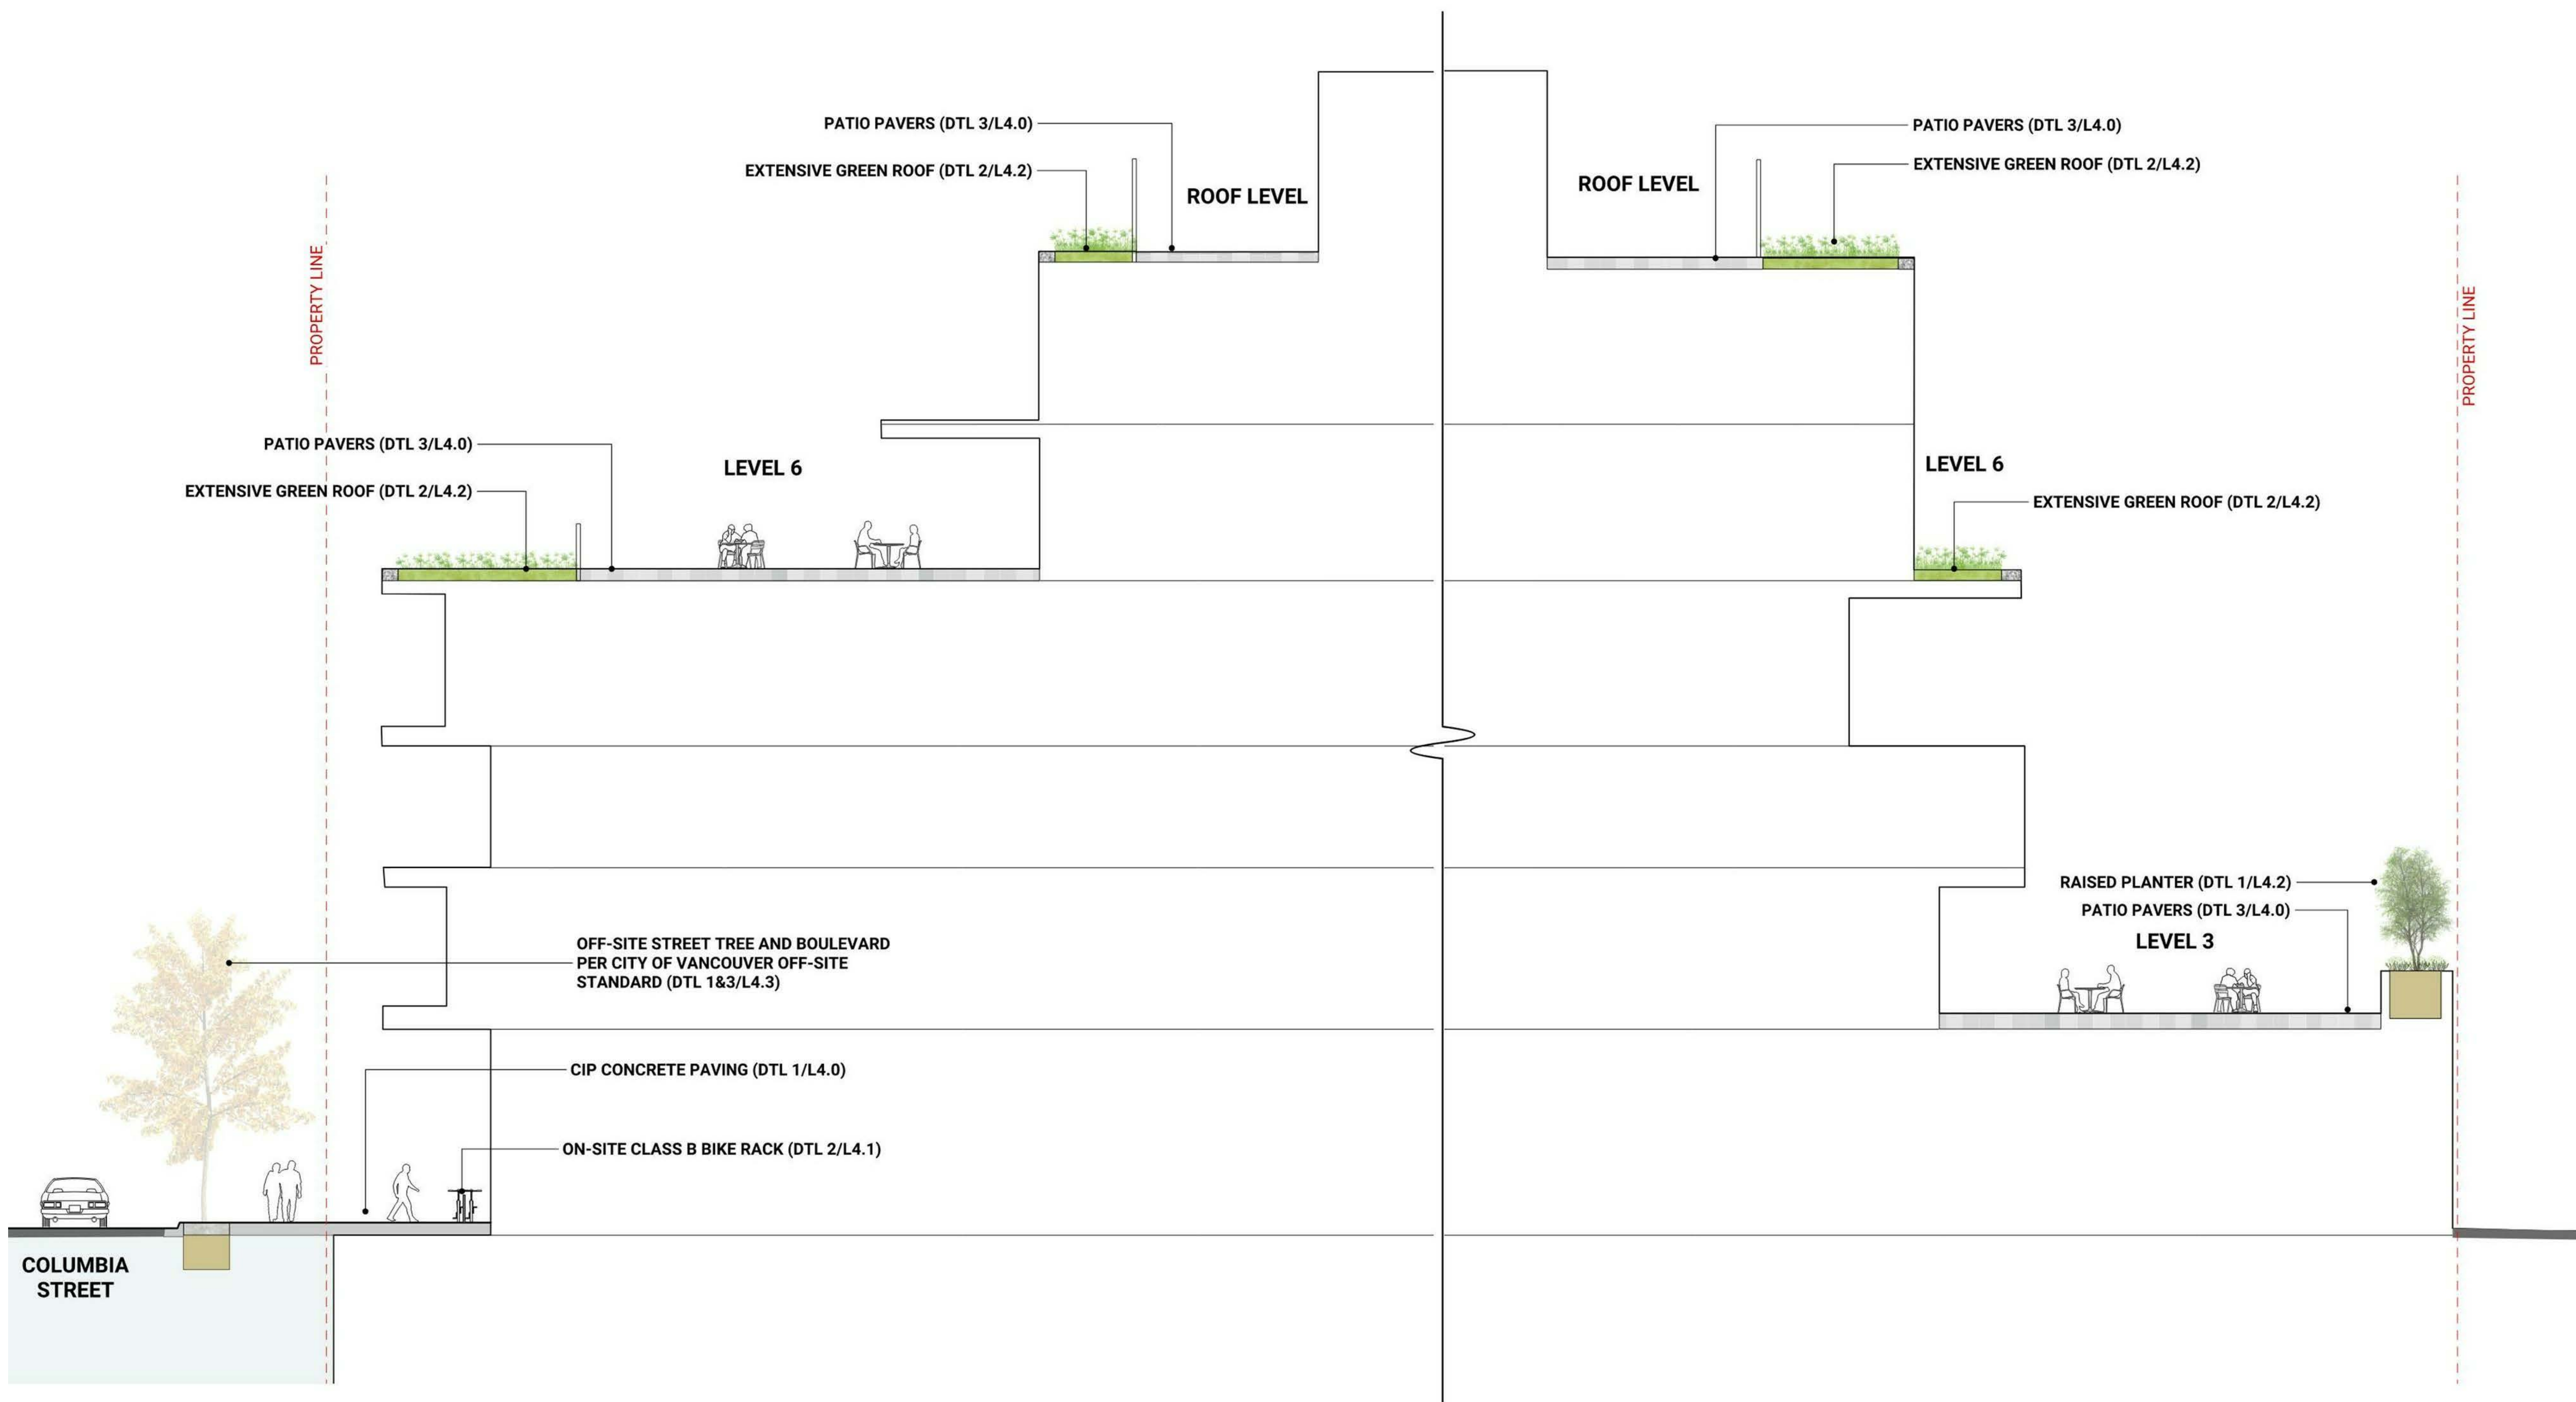 PATIO PAVERS (DTL 3/L4.0)
EXTENSIVE GREEN ROOF (DTL 2/L4.2)
ROOF LEVEL
PROPERTY LINE
PATIO PAVERS (DTL 3/L4.0)
EXTENSIVE GREEN ROOF (DTL 2/L4.2)
LEVEL 6
OFF-SITE STREET TREE AND BOULEVARD
PER CITY OF VANCOUVER OFF-SITE
STANDARD (DTL 1&3/L4.3)
CIP CONCRETE PAVING (DTL 1/L4.0)
ON-SITE CLASS B BIKE RACK (DTL 2/L4.1)
COLUMBIA
STREET
PATIO PAVERS (DTL 3/L4.0)
EXTENSIVE GREEN ROOF (DTL 2/L4.2)
ROOF LEVEL
PROPERTY LINE
LEVEL 6
EXTENSIVE GREEN ROOF (DTL 2/L4.2)
RAISED PLANTER (DTL 1/L4.2)
PATIO PAVERS (DTL 3/L4.0)
LEVEL 3